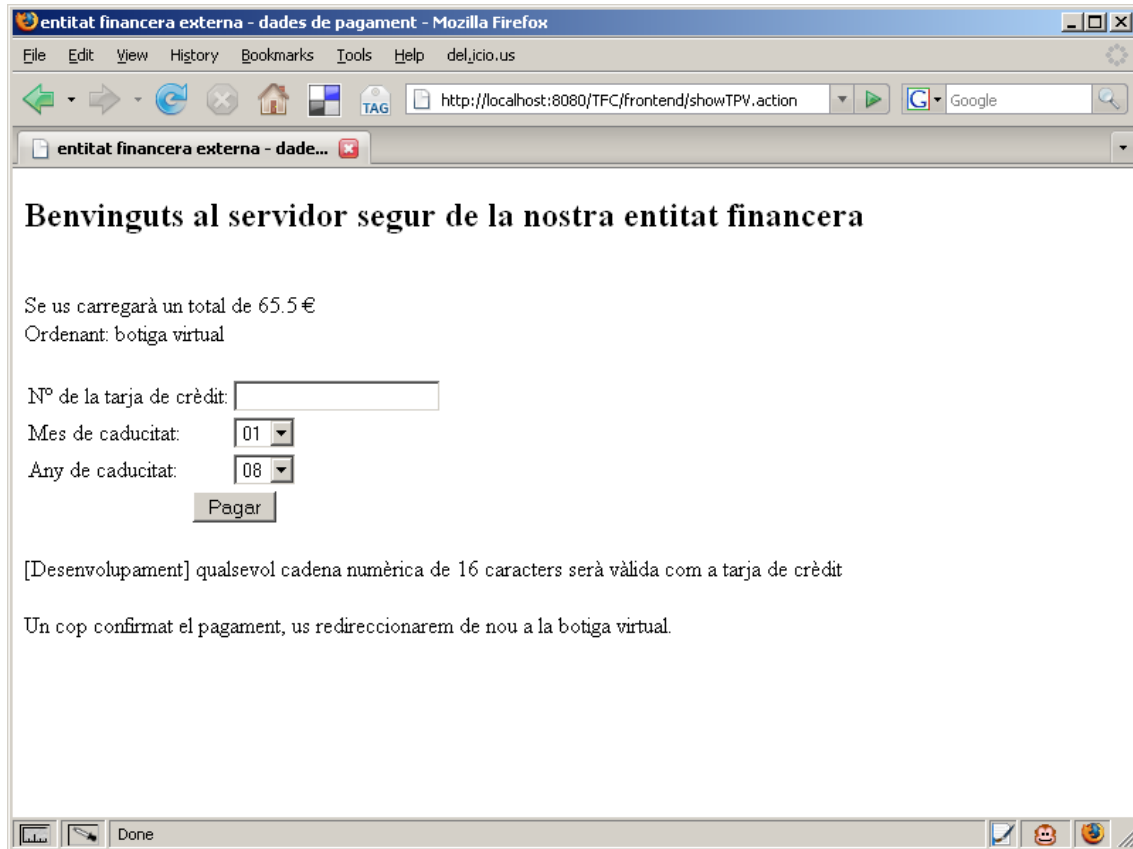 entitat financera externa - dades de pagament - Mozilla Firefox
File Edit View History Bookmarks Tools Help del.icio.us
TAG http://localhost:8080/TFC/frontend/showTPV.action G Google
entitat financera externa - dade...
Benvinguts al servidor segur de la nostra entitat financera
Se us carregarà un total de 65.5 €
Ordenant: botiga virtual
Nº de la tarja de crèdit:
Mes de caducitat: 01
Any de caducitat: 08
Pagar
[Desenvolupament] qualsevol cadena numèrica de 16 caracters serà vàlida com a tarja de crèdit
Un cop confirmat el pagament, us redireccionarem de nou a la botiga virtual.
Done